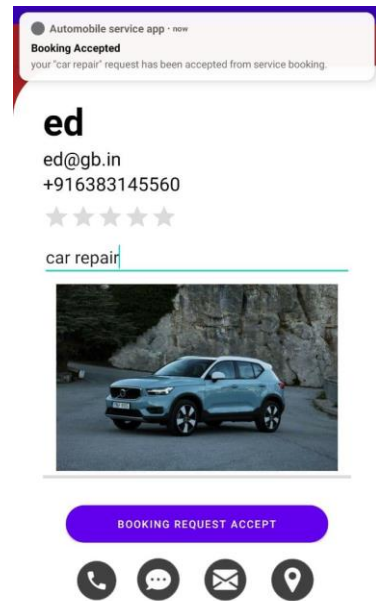 Automobile service app · now
Booking Accepted
your "car repair" request has been accepted from service booking.
ed
ed@gb.in
+916383145560
car repair
BOOKING REQUEST ACCEPT